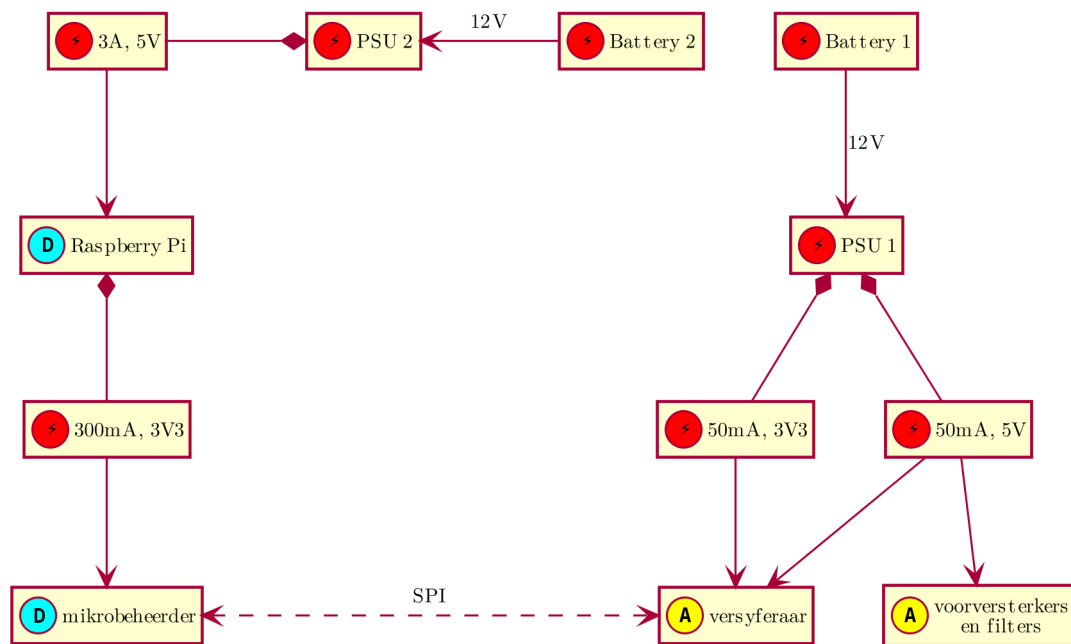 ⚡ 3A, 5V
⚡ PSU 2
12V
⚡ Battery 2
⚡ Battery 1
12V
D Raspberry Pi
⚡ PSU 1
⚡ 300mA, 3V3
⚡ 50mA, 3V3
⚡ 50mA, 5V
D mikrobeheerder
SPI
A versyferaar
A voorversterkers
en filters